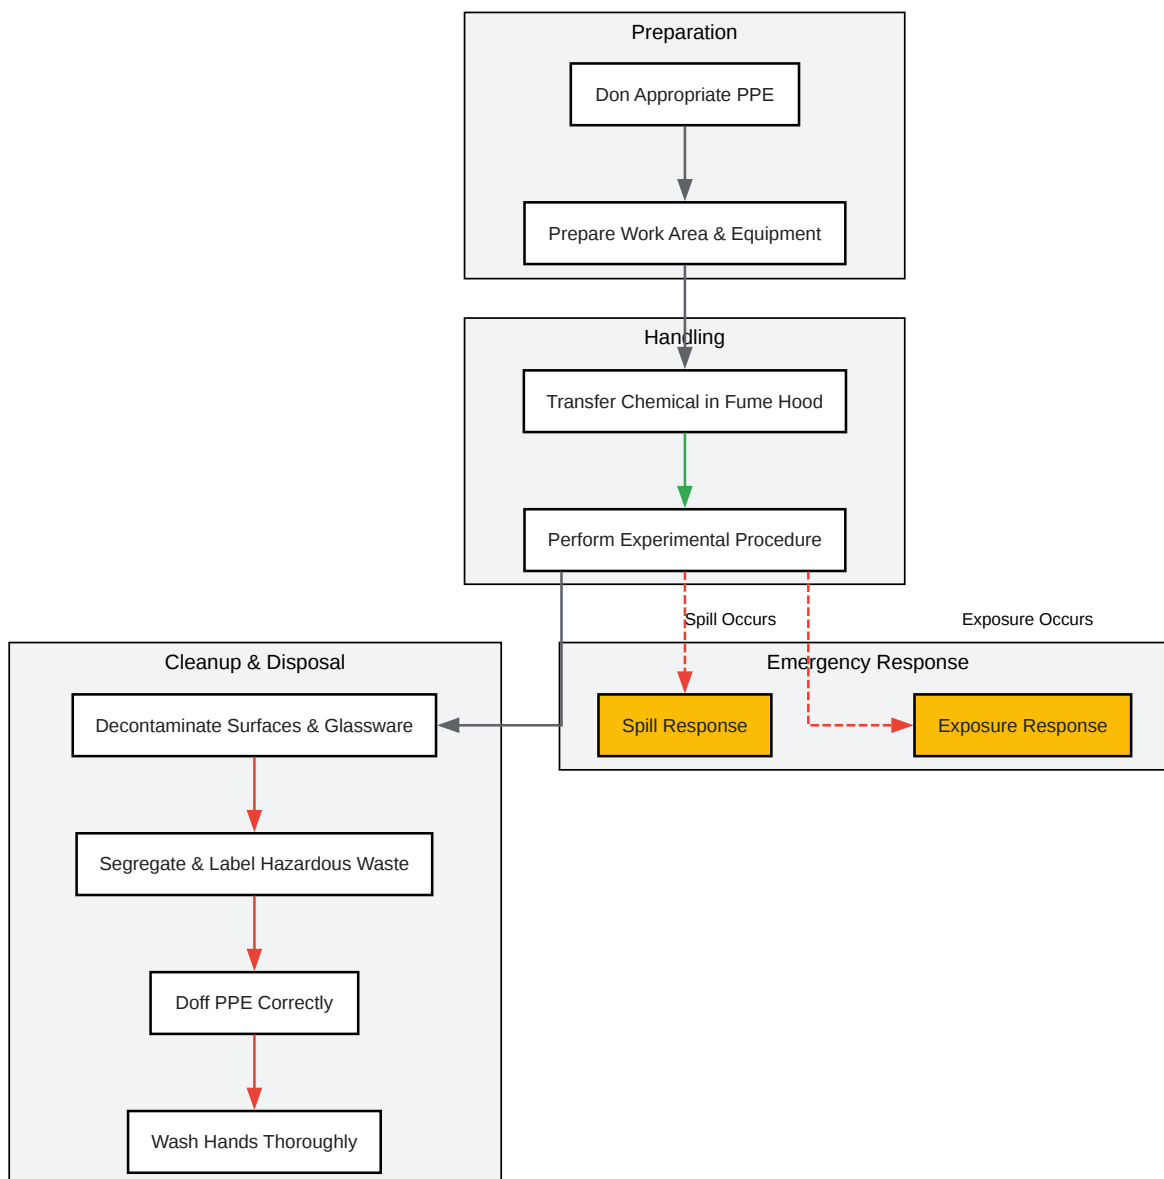 Preparation
Don Appropriate PPE
Prepare Work Area & Equipment
Handling
Transfer Chemical in Fume Hood
Perform Experimental Procedure
Spill Occurs
Exposure Occurs
Cleanup & Disposal
Emergency Response
Decontaminate Surfaces & Glassware
Spill Response
Exposure Response
Segregate & Label Hazardous Waste
Doff PPE Correctly
Wash Hands Thoroughly